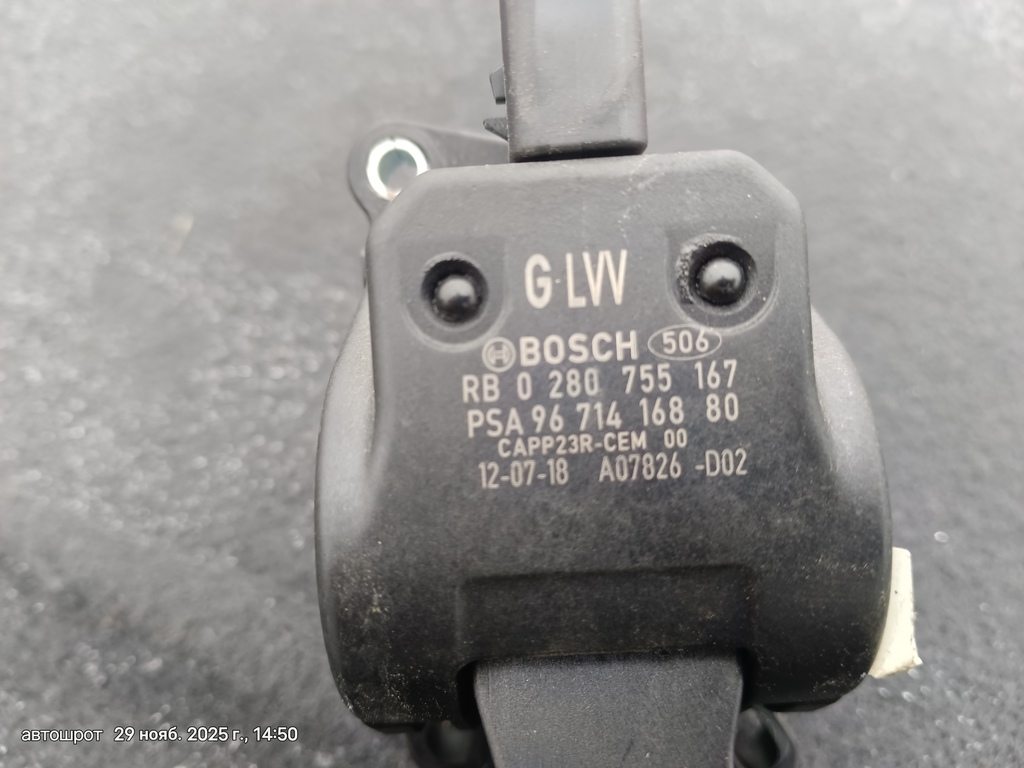 G-LVV
BOSCH 506
RB 0 280 755 167
PSA 96 714 168 80
CAPP23R-CEM 00
12-07-18 A07826 -D02
автошрот 29 нояб. 2025 г., 14:50